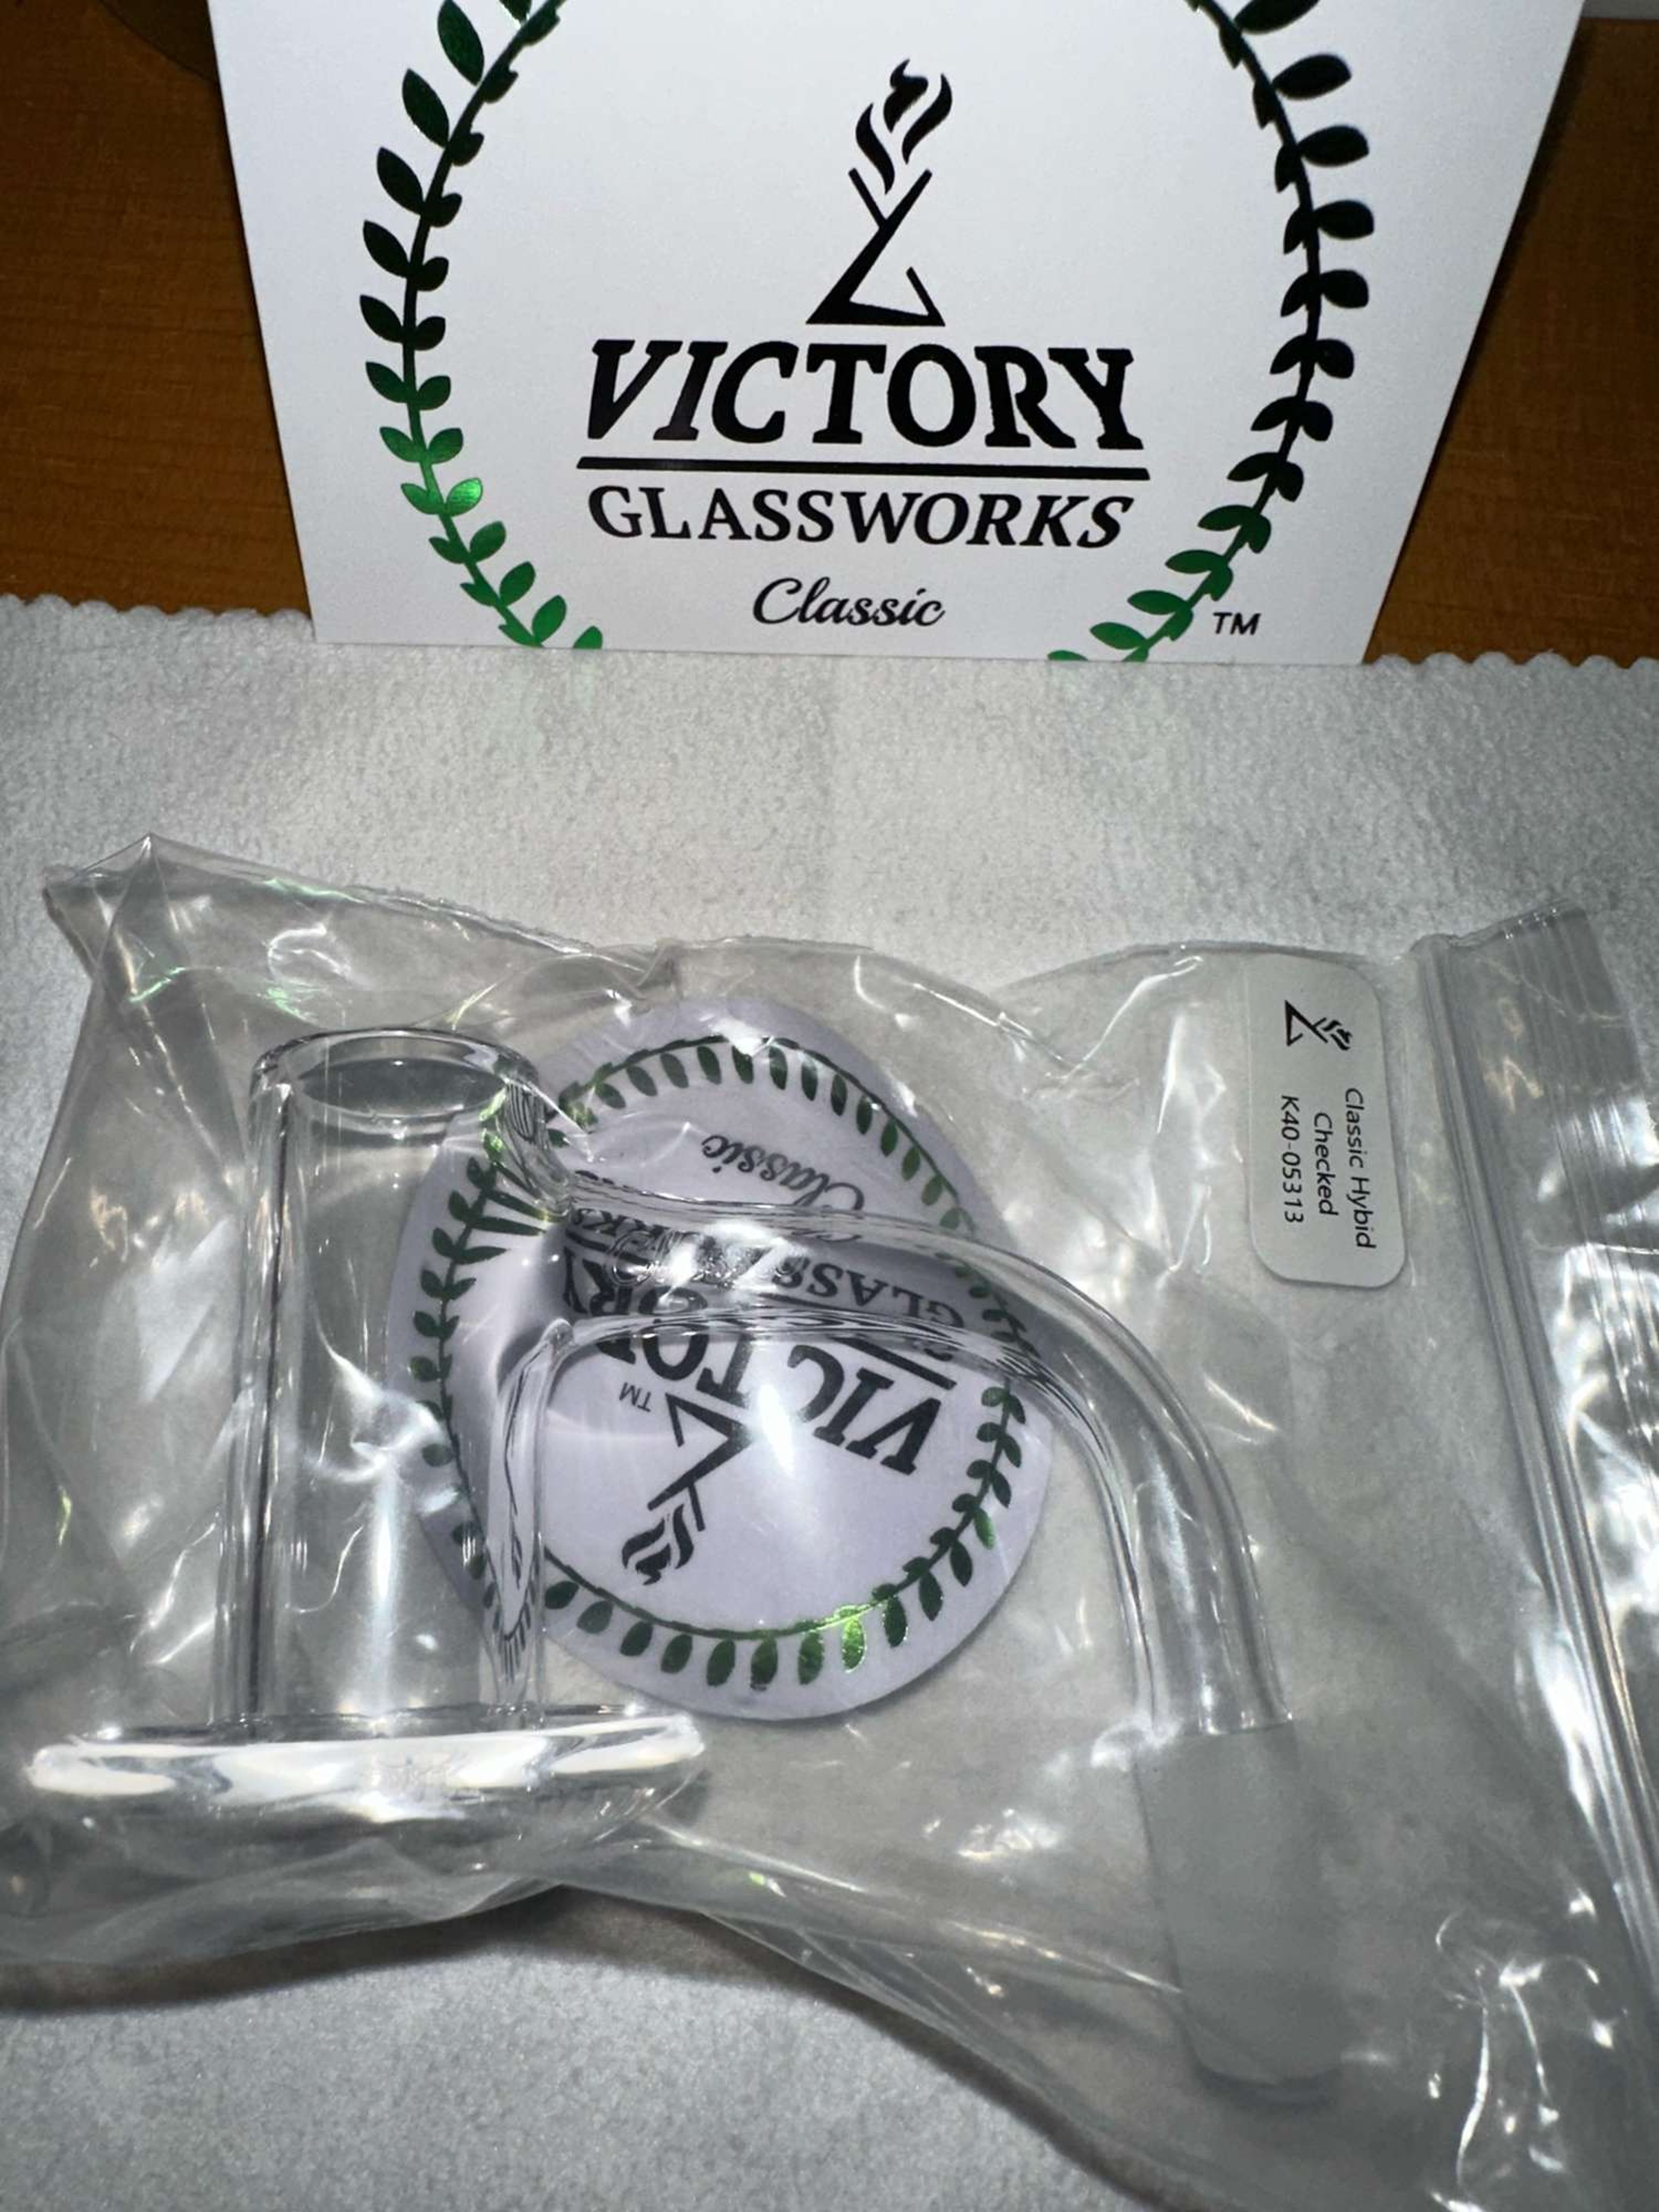 VICTORY
GLASSWORKS
Classic
TM
Classic Hybid
Checked
K40-05313
Classic
GLASSWORKS
VICTORY
TM